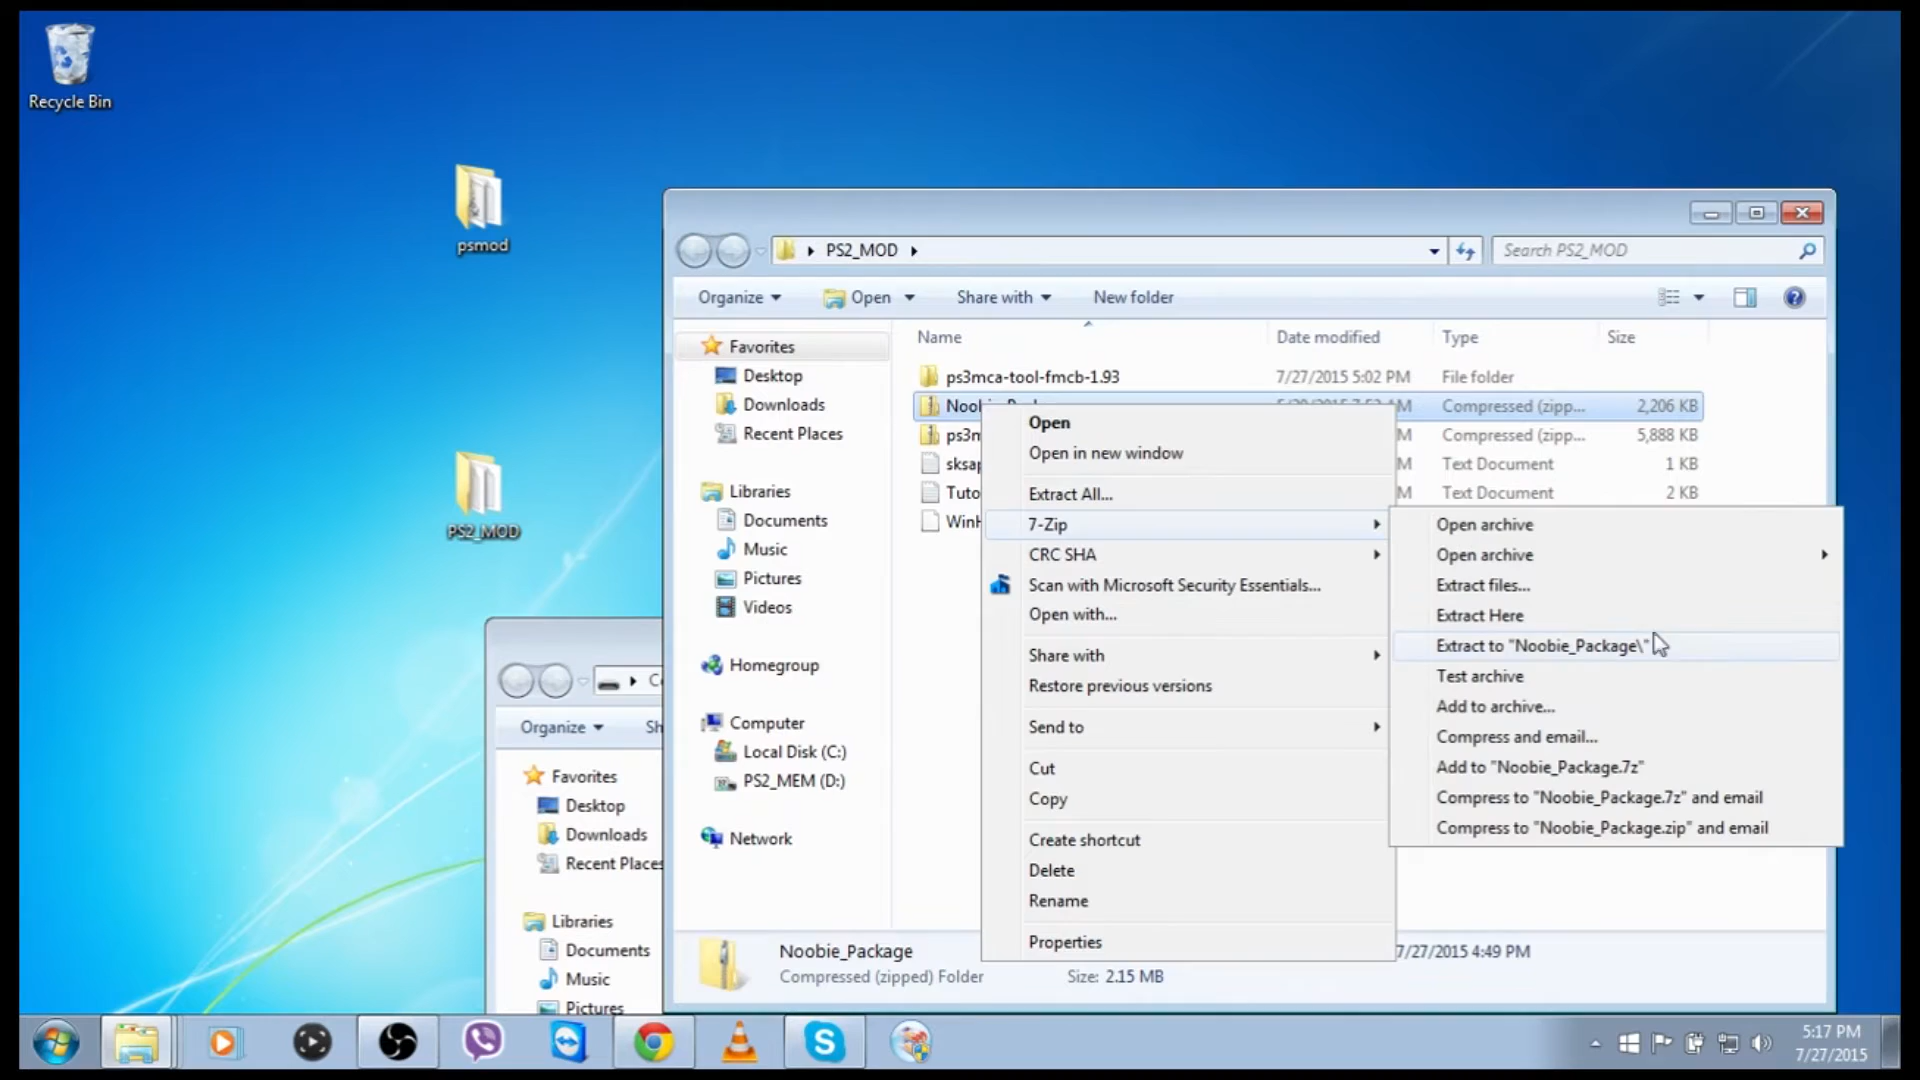 Recycle Bin
psmod
PS2_MOD
PS2_MOD
Search PS2_MOD
Organize
Open
Share with
New folder
Name
Date modified
Type
Size
Favorites
Desktop
Downloads
Recent Places
Libraries
Documents
Music
Pictures
Videos
Homegroup
Computer
Local Disk (C:)
PS2_MEM (D:)
Network
ps3mca-tool-fmcb-1.93
7/27/2015 5:02 PM
File folder
Compressed (zipp...
2,206 KB
Compressed (zipp...
5,888 KB
Text Document
1 KB
Text Document
2 KB
Open
Open in new window
Extract All...
7-Zip
CRC SHA
Scan with Microsoft Security Essentials...
Open with...
Share with
Restore previous versions
Send to
Cut
Copy
Create shortcut
Delete
Rename
Properties
Open archive
Open archive
Extract files...
Extract Here
Extract to "Noobie_Package\"
Test archive
Add to archive...
Compress and email...
Add to "Noobie_Package.7z"
Compress to "Noobie_Package.7z" and email
Compress to "Noobie_Package.zip" and email
Noobie_Package
Compressed (zipped) Folder
Size: 2.15 MB
7/27/2015 4:49 PM
Organize
Favorites
Desktop
Downloads
Recent Places
Libraries
Documents
Music
Pictures
5:17 PM
7/27/2015